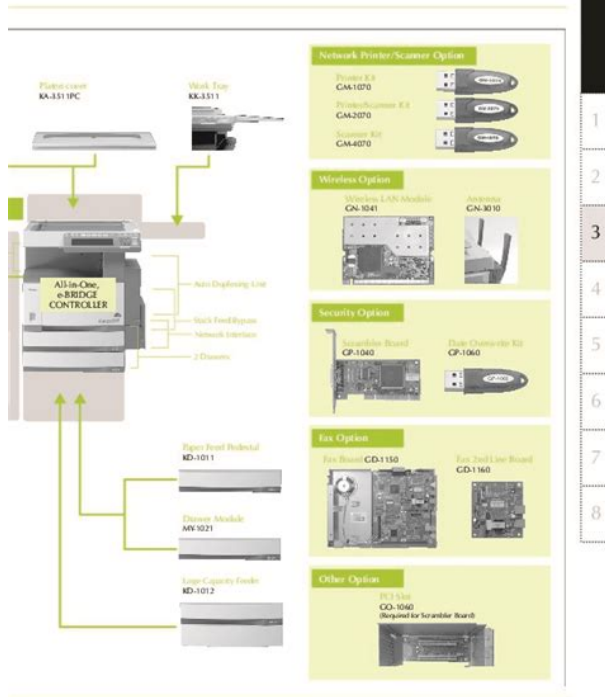 Network Printer/Scanner Option
Printer Kit
GM-1070
Printer/Scanner Kit
GM-2070
Scanner Kit
GM-4070
Platen cover
KA-3511PC
Work Tray
KK-3511
Wireless Option
Wireless LAN Module
GN-1041
Antenna
GN-3010
All-in-One,
e-BRIDGE
CONTROLLER
Auto Duplexing Unit
Stack Feed Bypass
Network Interface
2 Drawers
Security Option
Scrambler Board
GP-1040
Data Overwrite Kit
GP-1060
Fax Option
Fax Board GD-1150
Fax 2nd Line Board
GD-1160
Paper Feed Pedestal
KD-1011
Drawer Module
MY-1021
Large Capacity Feeder
KD-1012
Other Option
PCI Slot
GO-1060
(Required for Scrambler Board)
1
2
3
4
5
6
7
8